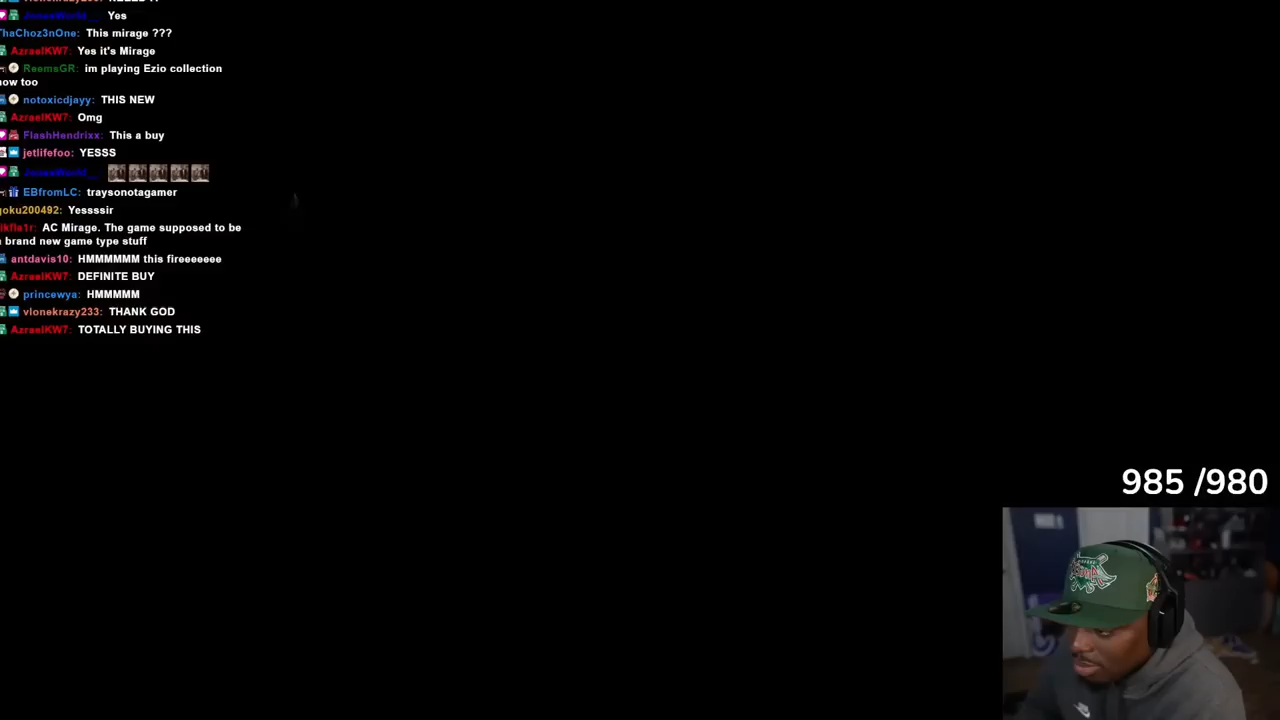 Yes
ThaChoz3nOne: This mirage ???
AzraelKW7: Yes it's Mirage
ReemsGR: im playing Ezio collection
now too
notoxicdjayy: THIS NEW
AzraelKW7: Omg
FlashHendrixx: This a buy
jetlifefoo: YESSS
EBfromLC: traysonotagamer
goku200492: Yessssir
AC Mirage. The game supposed to be
brand new game type stuff
antdavis10: HMMMMMM this fireeeeeee
AzraelKW7: DEFINITE BUY
princewya: HMMMMM
vlonekrazy233: THANK GOD
AzraelKW7: TOTALLY BUYING THIS
985 /980